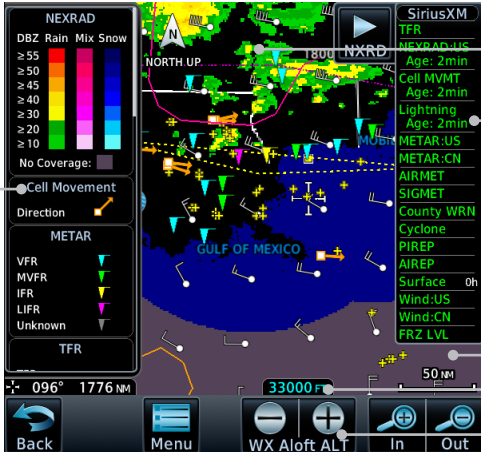 NEXRAD
DBZ Rain Mix Snow
≥55
≥50
≥45
≥40
≥30
≥20
≥10
No Coverage:
Cell Movement
Direction
METAR
VFR
MVFR
IFR
LIFR
Unknown
TFR
NORTH UP
1800
NXRD
GULF OF MEXICO
SiriusXM
TFR
NEXRAD:US
Age: 2min
Cell MVMT
Age: 2min
Lightning
Age: 2min
METAR:US
METAR:CN
AIRMET
SIGMET
County WRN
Cyclone
PIREP
AIREP
Surface 0h
Wind:US
Wind:CN
FRZ LVL
50 NM
096° 1776 NM
33000 FT
Back
Menu
WX Aloft ALT
In
Out